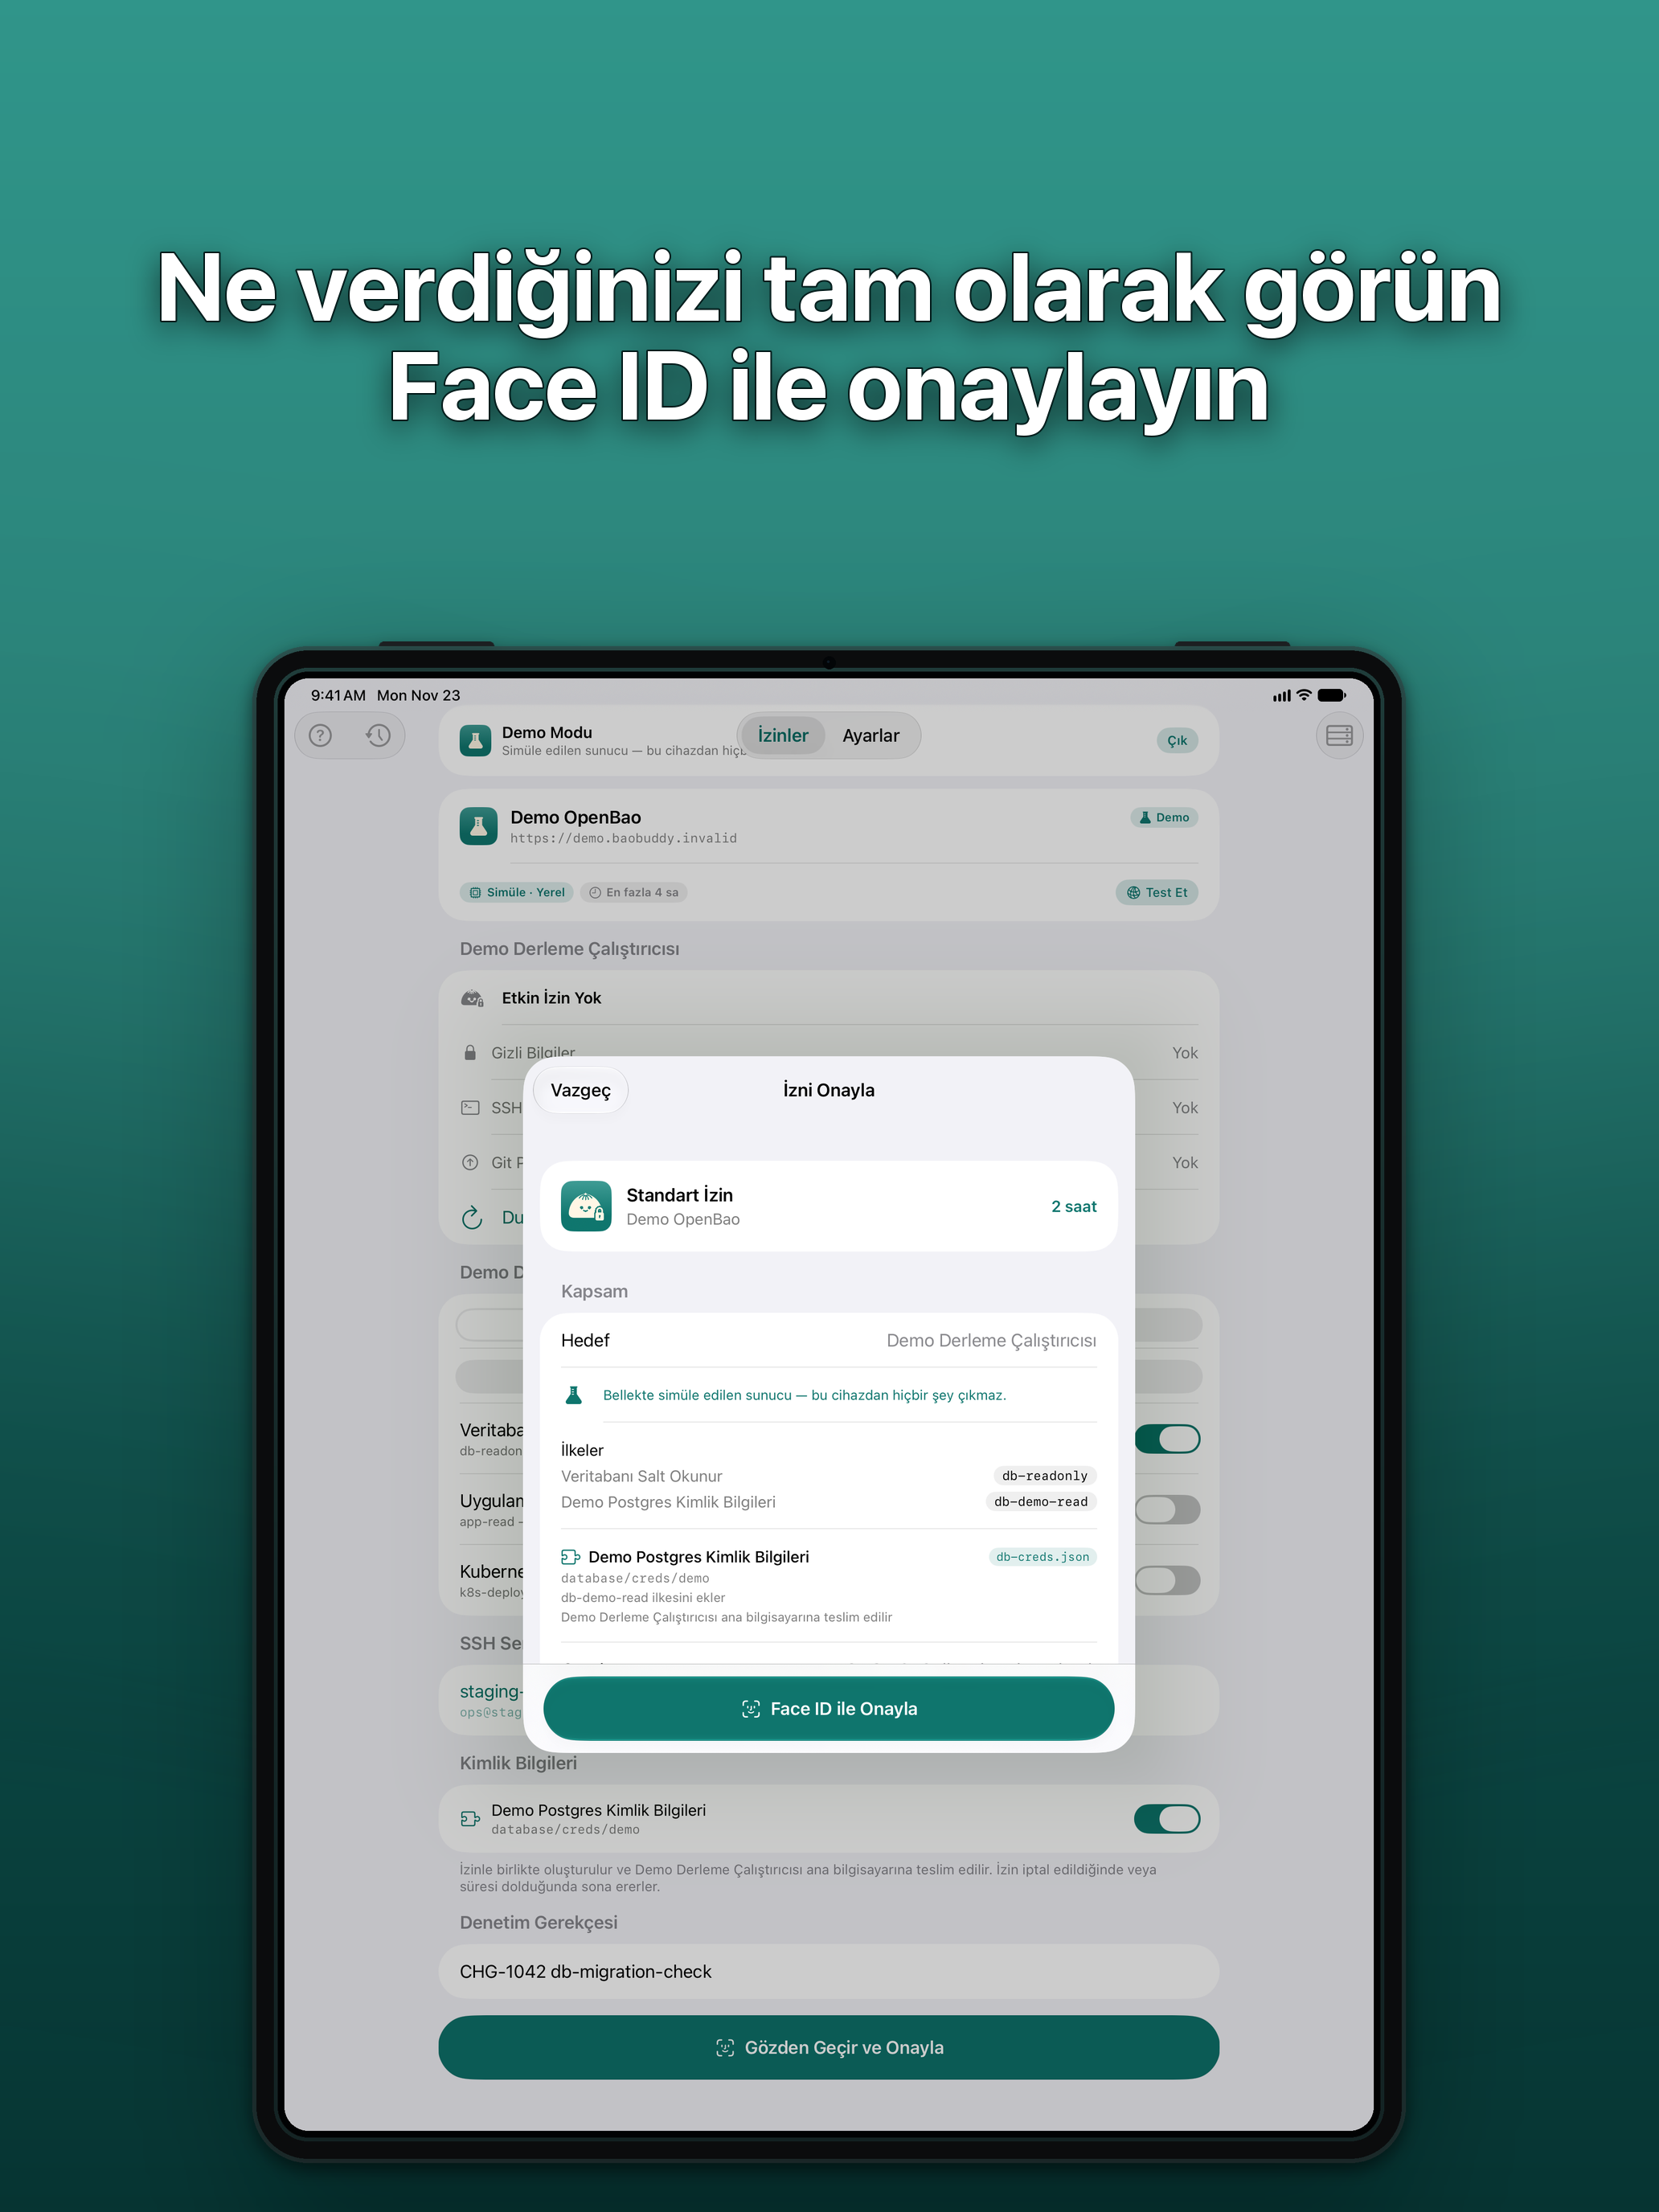 Ne verdiğinizi tam olarak görün
Face ID ile onaylayın
9:41 AM Mon Nov 23
Demo Modu
Simüle edilen sunucu — bu cihazdan
İzinler
Ayarlar
Çık
Demo OpenBao
https://demo.baobuddy.invalid
Demo
Simüle · Yerel
En fazla 4 sa
Test Et
Demo Derleme Çalıştırıcısı
Etkin İzin Yok
Gizli Bilgiler
Yok
SSH
Yok
Git
Yok
Vazgeç
İzni Onayla
Standart İzin
Demo OpenBao
2 saat
Kapsam
Hedef
Demo Derleme Çalıştırıcısı
Bellekte simüle edilen sunucu — bu cihazdan hiçbir şey çıkmaz.
İlkeler
Veritabanı Salt Okunur
db-readonly
Demo Postgres Kimlik Bilgileri
db-demo-read
Demo Postgres Kimlik Bilgileri
db-creds.json
database/creds/demo
db-demo-read ilkesini ekler
Demo Derleme Çalıştırıcısı ana bilgisayarına teslim edilir
Face ID ile Onayla
Demo
SSH
Kimlik Bilgileri
Demo Postgres Kimlik Bilgileri
database/creds/demo
İzinle birlikte oluşturulur ve Demo Derleme Çalıştırıcısı ana bilgisayarına teslim edilir. İzin iptal edildiğinde veya
süresi dolduğunda sona ererler.
Denetim Gerekçesi
CHG-1042 db-migration-check
Gözden Geçir ve Onayla